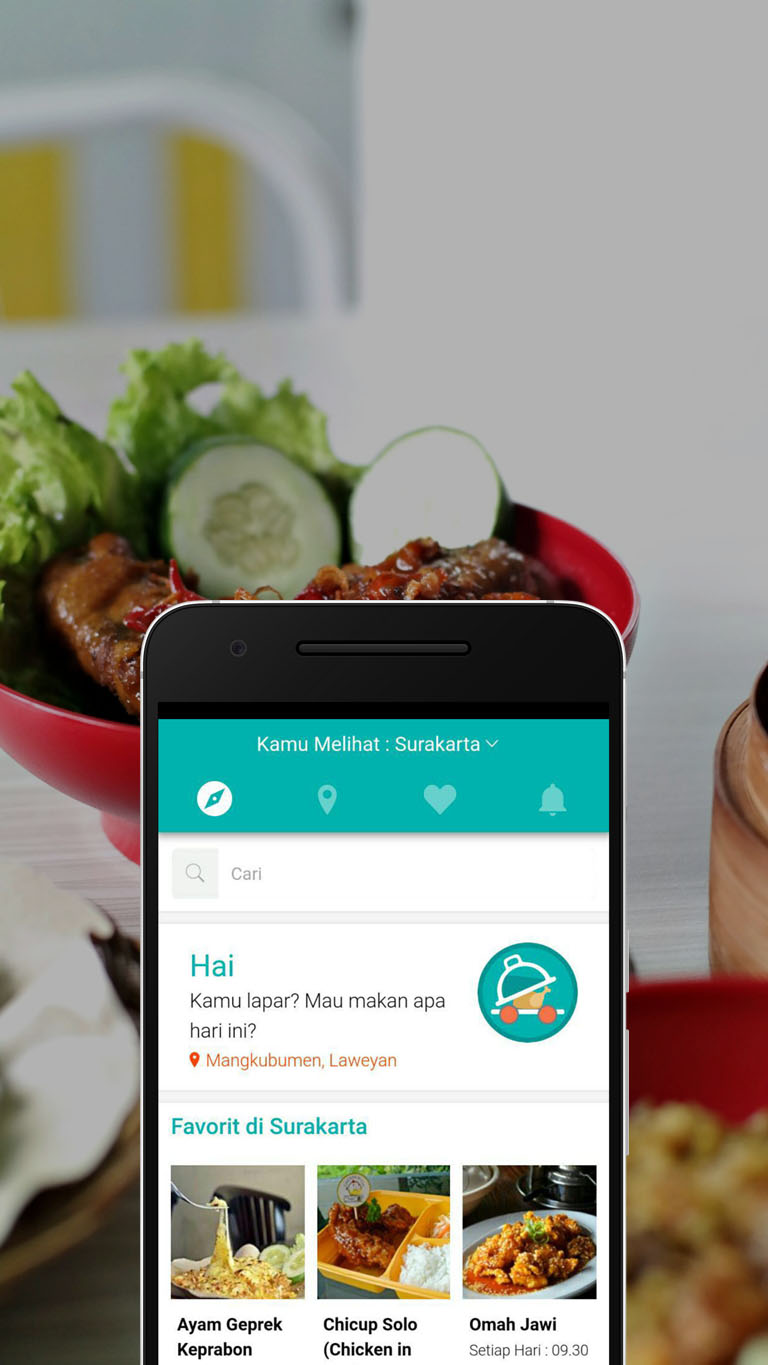 Kamu Melihat : Surakarta
Cari
Hai
Kamu lapar? Mau makan apa
hari ini?
Mangkubumen, Laweyan
Favorit di Surakarta
Ayam Geprek
Keprabon
Chicup Solo
(Chicken in
Omah Jawi
Setiap Hari : 09.30